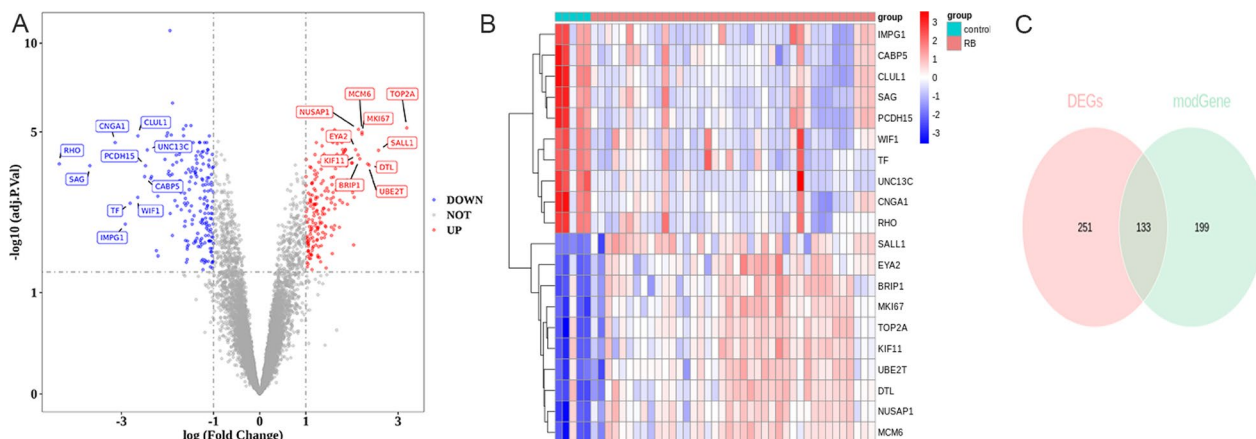 A
10
5
1
0
-log10 (adj.P.Val)
-3
-1
0
1
3
log (Fold Change)
MCM6
TOP2A
NUSAP1
MKI67
CNGA1
CLUL1
EYA2
SALL1
RHO
UNC13C
PCDH15
KIF11
DTL
SAG
CABP5
BRIP1
UBE2T
TF
WIF1
IMPG1
DOWN
NOT
UP
B
group
IMPG1
CABP5
CLUL1
SAG
PCDH15
WIF1
TF
UNC13C
CNGA1
RHO
SALL1
EYA2
BRIP1
MKI67
TOP2A
KIF11
UBE2T
DTL
NUSAP1
MCM6
3
2
1
0
-1
-2
-3
group
control
RB
C
DEGs
modGene
251
133
199